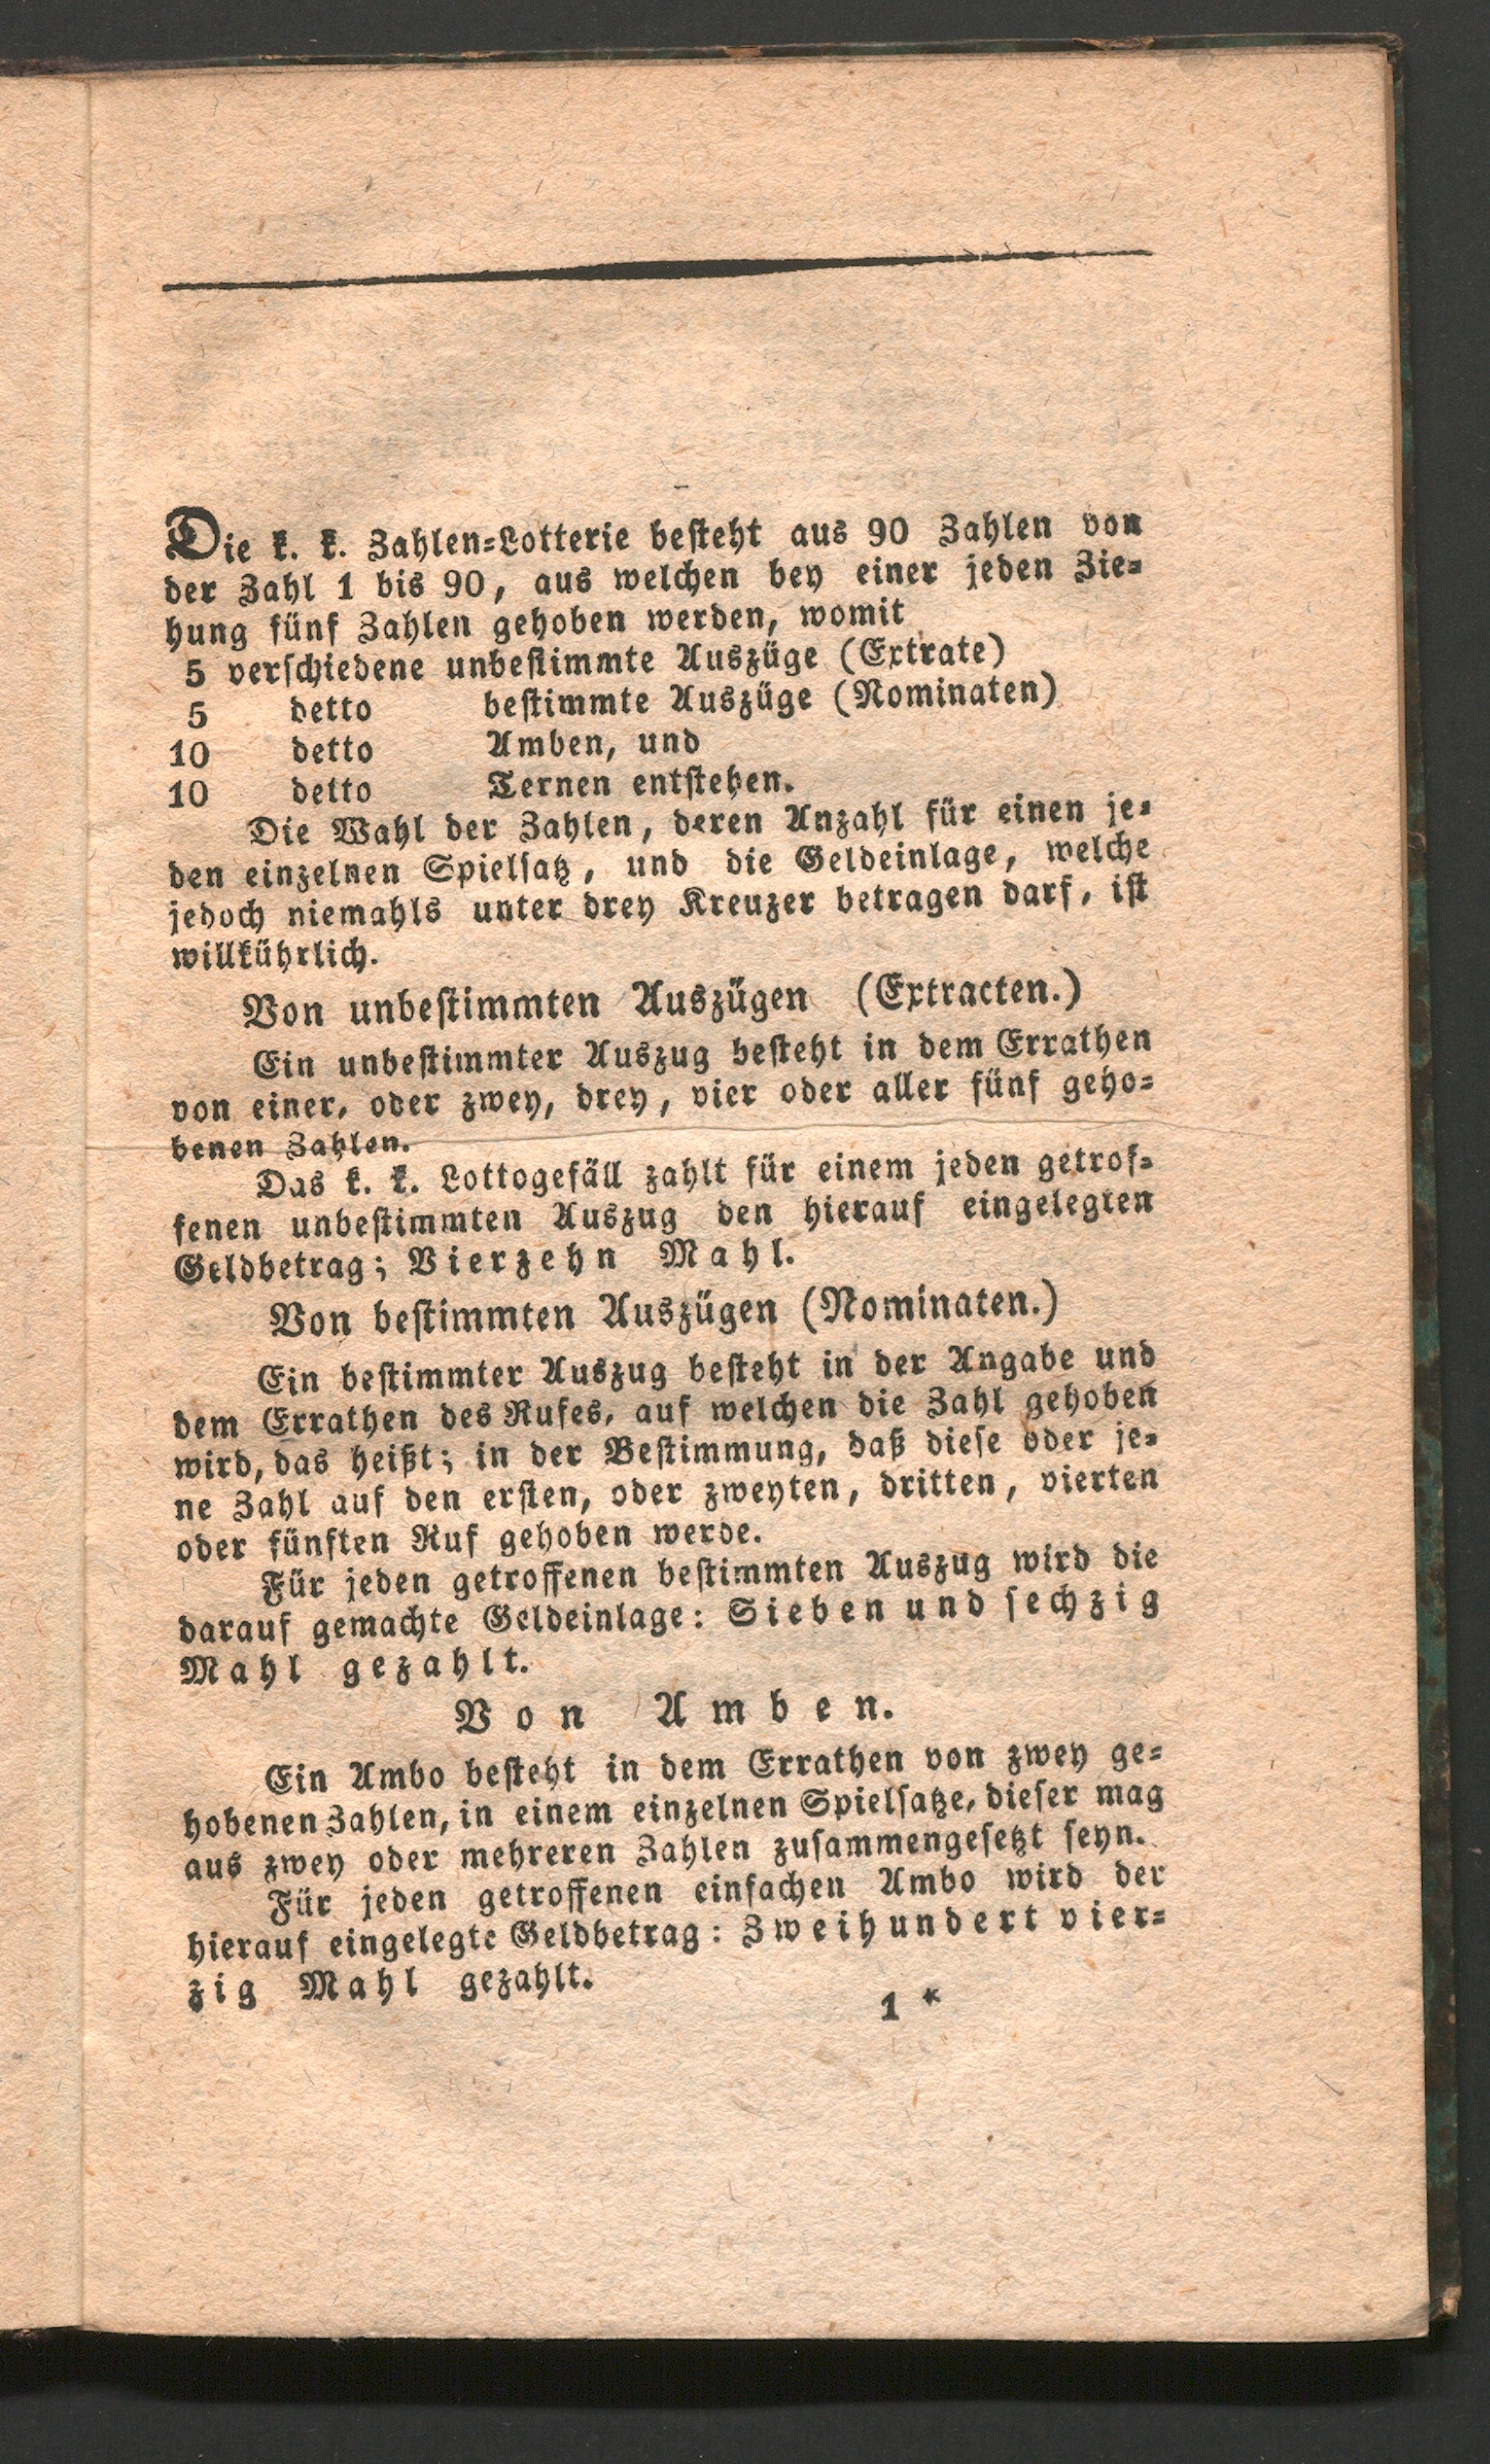 Die k. k. Zahlen=Lotterie besteht aus 90 Zahlen von
der Zahl 1 bis 90, aus welchen bey einer jeden Zie=
hung fünf Zahlen gehoben werden, womit
5 verschiedene unbestimmte Auszüge (Extrate)
5 detto bestimmte Auszüge (Nominaten)
10 detto Amben, und
10 detto Ternen entstehen.
Die Wahl der Zahlen, deren Anzahl für einen je=
den einzelnen Spielsatz, und die Geldeinlage, welche
jedoch niemahls unter drey Kreuzer betragen darf, ist
willkührlich.
Von unbestimmten Auszügen (Extracten.)
Ein unbestimmter Auszug besteht in dem Errathen
von einer, oder zwey, drey, vier oder aller fünf geho=
benen Zahlen.
Das k. k. Lottogefäll zahlt für einem jeden getrof=
fenen unbestimmten Auszug den hierauf eingelegten
Geldbetrag; Vierzehn Mahl.
Von bestimmten Auszügen (Nominaten.)
Ein bestimmter Auszug besteht in der Angabe und
dem Errathen des Rufes, auf welchen die Zahl gehoben
wird, das heißt; in der Bestimmung, daß diese oder je=
ne Zahl auf den ersten, oder zweyten, dritten, vierten
oder fünften Ruf gehoben werde.
Für jeden getroffenen bestimmten Auszug wird die
darauf gemachte Geldeinlage: Sieben und sechzig
Mahl gezahlt.
Von Amben.
Ein Ambo besteht in dem Errathen von zwey ge=
hobenen Zahlen, in einem einzelnen Spielsatze, dieser mag
aus zwey oder mehreren Zahlen zusammengesetzt seyn.
Für jeden getroffenen einfachen Ambo wird der
hierauf eingelegte Geldbetrag: Zweihundert vier=
zig Mahl gezahlt.
1 *